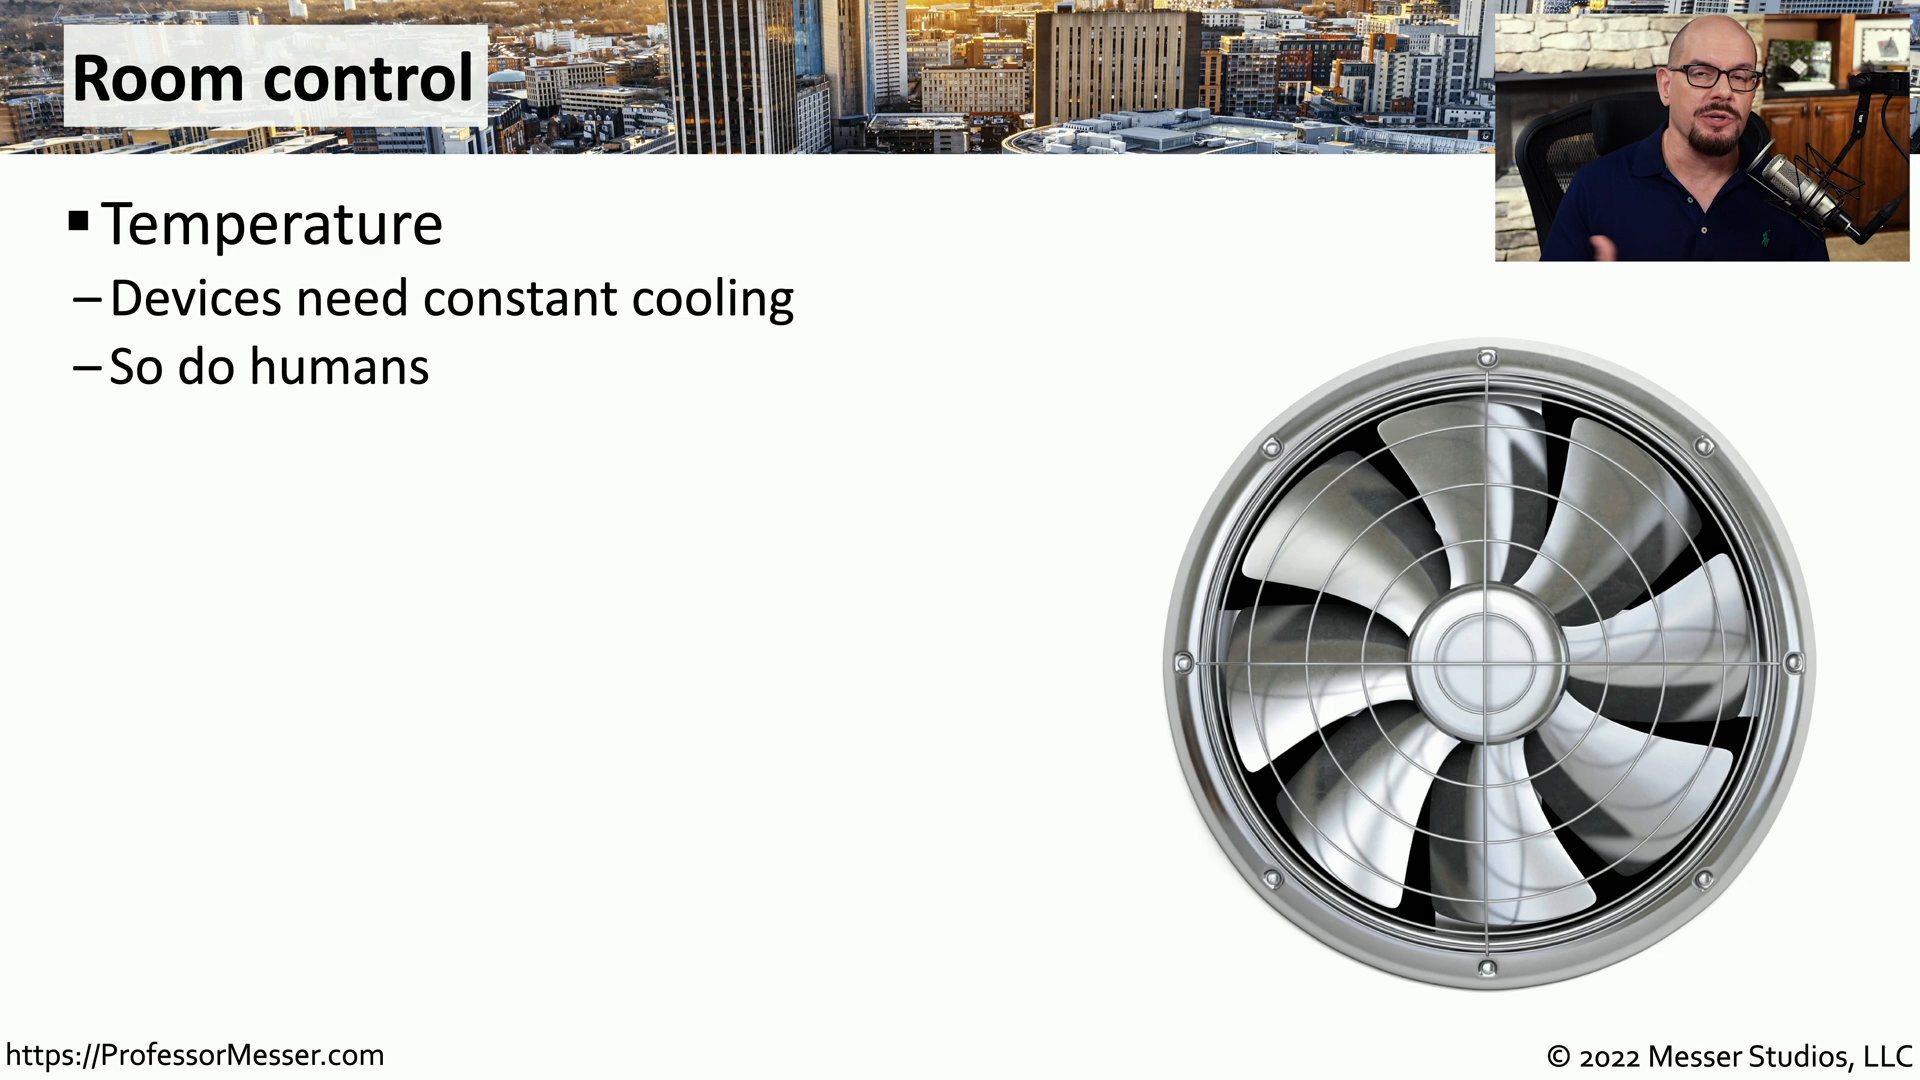 Room control
▪ Temperature
– Devices need constant cooling
– So do humans
https://ProfessorMesser.com
© 2022 Messer Studios, LLC